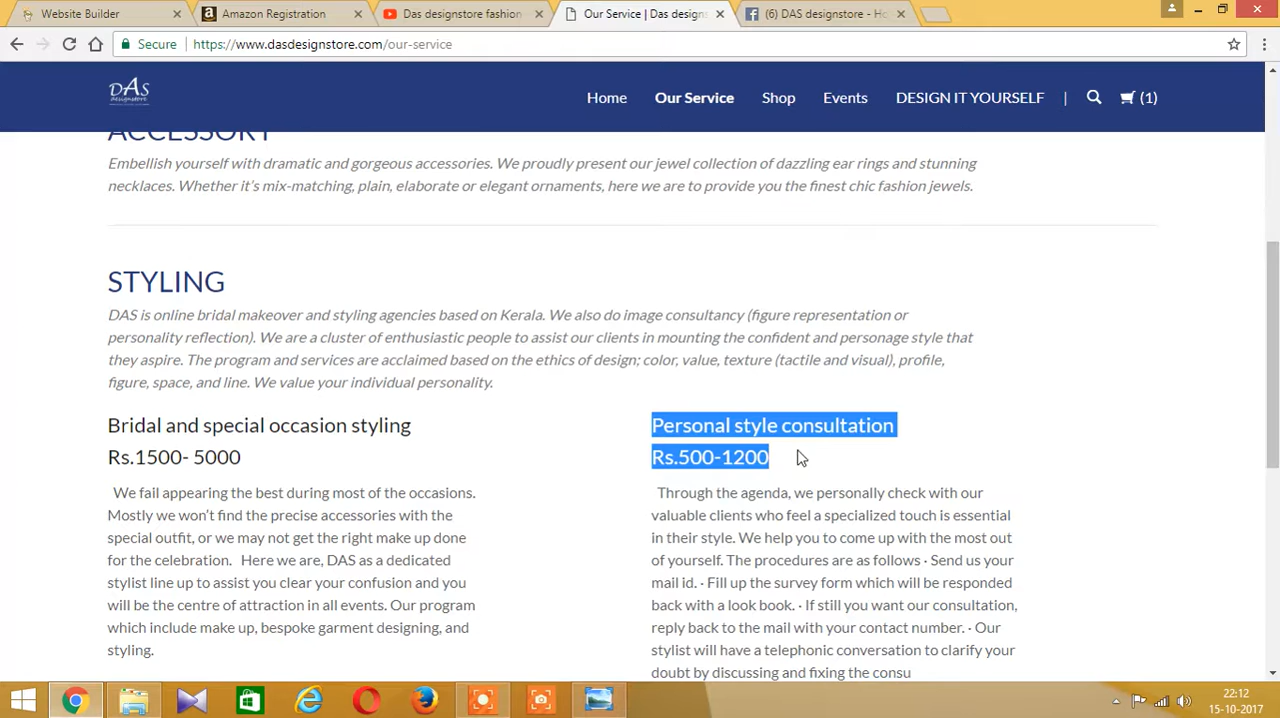 Website Builder
Amazon Registration
Das designstore fashion
Our Service | Das designs
(6) DAS designstore - Ho
Secure
https://www.dasdesignstore.com/our-service
DAS
designstore
Home
Our Service
Shop
Events
DESIGN IT YOURSELF
|
(1)
ACCESSORY
Embellish yourself with dramatic and gorgeous accessories. We proudly present our jewel collection of dazzling ear rings and stunning
necklaces. Whether it's mix-matching, plain, elaborate or elegant ornaments, here we are to provide you the finest chic fashion jewels.
STYLING
DAS is online bridal makeover and styling agencies based on Kerala. We also do image consultancy (figure representation or
personality reflection). We are a cluster of enthusiastic people to assist our clients in mounting the confident and personage style that
they aspire. The program and services are acclaimed based on the ethics of design; color, value, texture (tactile and visual), profile,
figure, space, and line. We value your individual personality.
Bridal and special occasion styling
Rs.1500- 5000
We fail appearing the best during most of the occasions.
Mostly we won't find the precise accessories with the
special outfit, or we may not get the right make up done
for the celebration.   Here we are, DAS as a dedicated
stylist line up to assist you clear your confusion and you
will be the centre of attraction in all events. Our program
which include make up, bespoke garment designing, and
styling.
Personal style consultation
Rs.500-1200
Through the agenda, we personally check with our
valuable clients who feel a specialized touch is essential
in their style. We help you to come up with the most out
of yourself. The procedures are as follows · Send us your
mail id. · Fill up the survey form which will be responded
back with a look book. · If still you want our consultation,
reply back to the mail with your contact number. · Our
stylist will have a telephonic conversation to clarify your
doubt by discussing and fixing the consu
22:12
15-10-2017